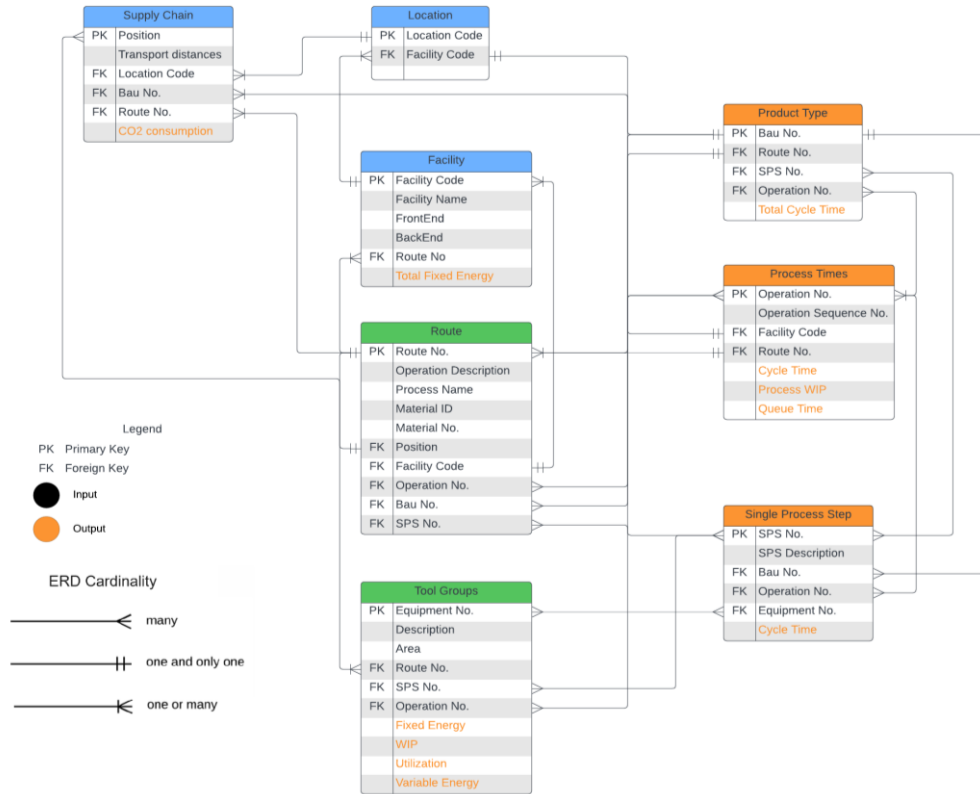 Supply Chain
PK Position
Transport distances
FK Location Code
FK Bau No.
FK Route No.
CO2 consumption
Location
PK Location Code
FK Facility Code
Facility
PK Facility Code
Facility Name
FrontEnd
BackEnd
FK Route No
Total Fixed Energy
Route
PK Route No.
Operation Description
Process Name
Material ID
Material No.
FK Position
FK Facility Code
FK Operation No.
FK Bau No.
FK SPS No.
Tool Groups
PK Equipment No.
Description
Area
FK Route No.
FK SPS No.
FK Operation No.
Fixed Energy
WIP
Utilization
Variable Energy
Product Type
PK Bau No.
FK Route No.
FK SPS No.
FK Operation No.
Total Cycle Time
Process Times
PK Operation No.
Operation Sequence No.
FK Facility Code
FK Route No.
Cycle Time
Process WIP
Queue Time
Single Process Step
PK SPS No.
SPS Description
FK Bau No.
FK Operation No.
FK Equipment No.
Cycle Time
Legend
PK Primary Key
FK Foreign Key
Input
Output
ERD Cardinality
many
one and only one
one or many